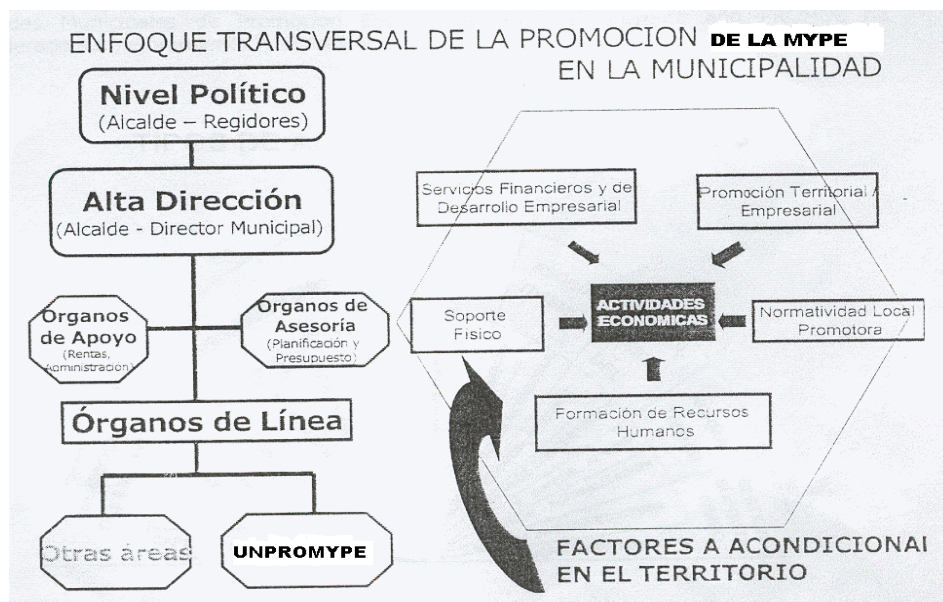 ENFOQUE TRANSVERSAL DE LA PROMOCION DE LA MYPE
EN LA MUNICIPALIDAD
Nivel Político
(Alcalde – Regidores)
Alta Dirección
(Alcalde - Director Municipal)
Órganos
de Apoyo
(Rentas,
Administración)
Órganos de
Asesoría
(Planificación y
Presupuesto)
Órganos de Línea
Otras áreas
UNPROMYPE
Servicios Financieros y de
Desarrollo Empresarial
Promoción Territorial /
Empresarial
Soporte
Físico
ACTIVIDADES
ECONOMICAS
Normatividad Local
Promotora
Formación de Recursos
Humanos
FACTORES A ACONDICIONAI
EN EL TERRITORIO